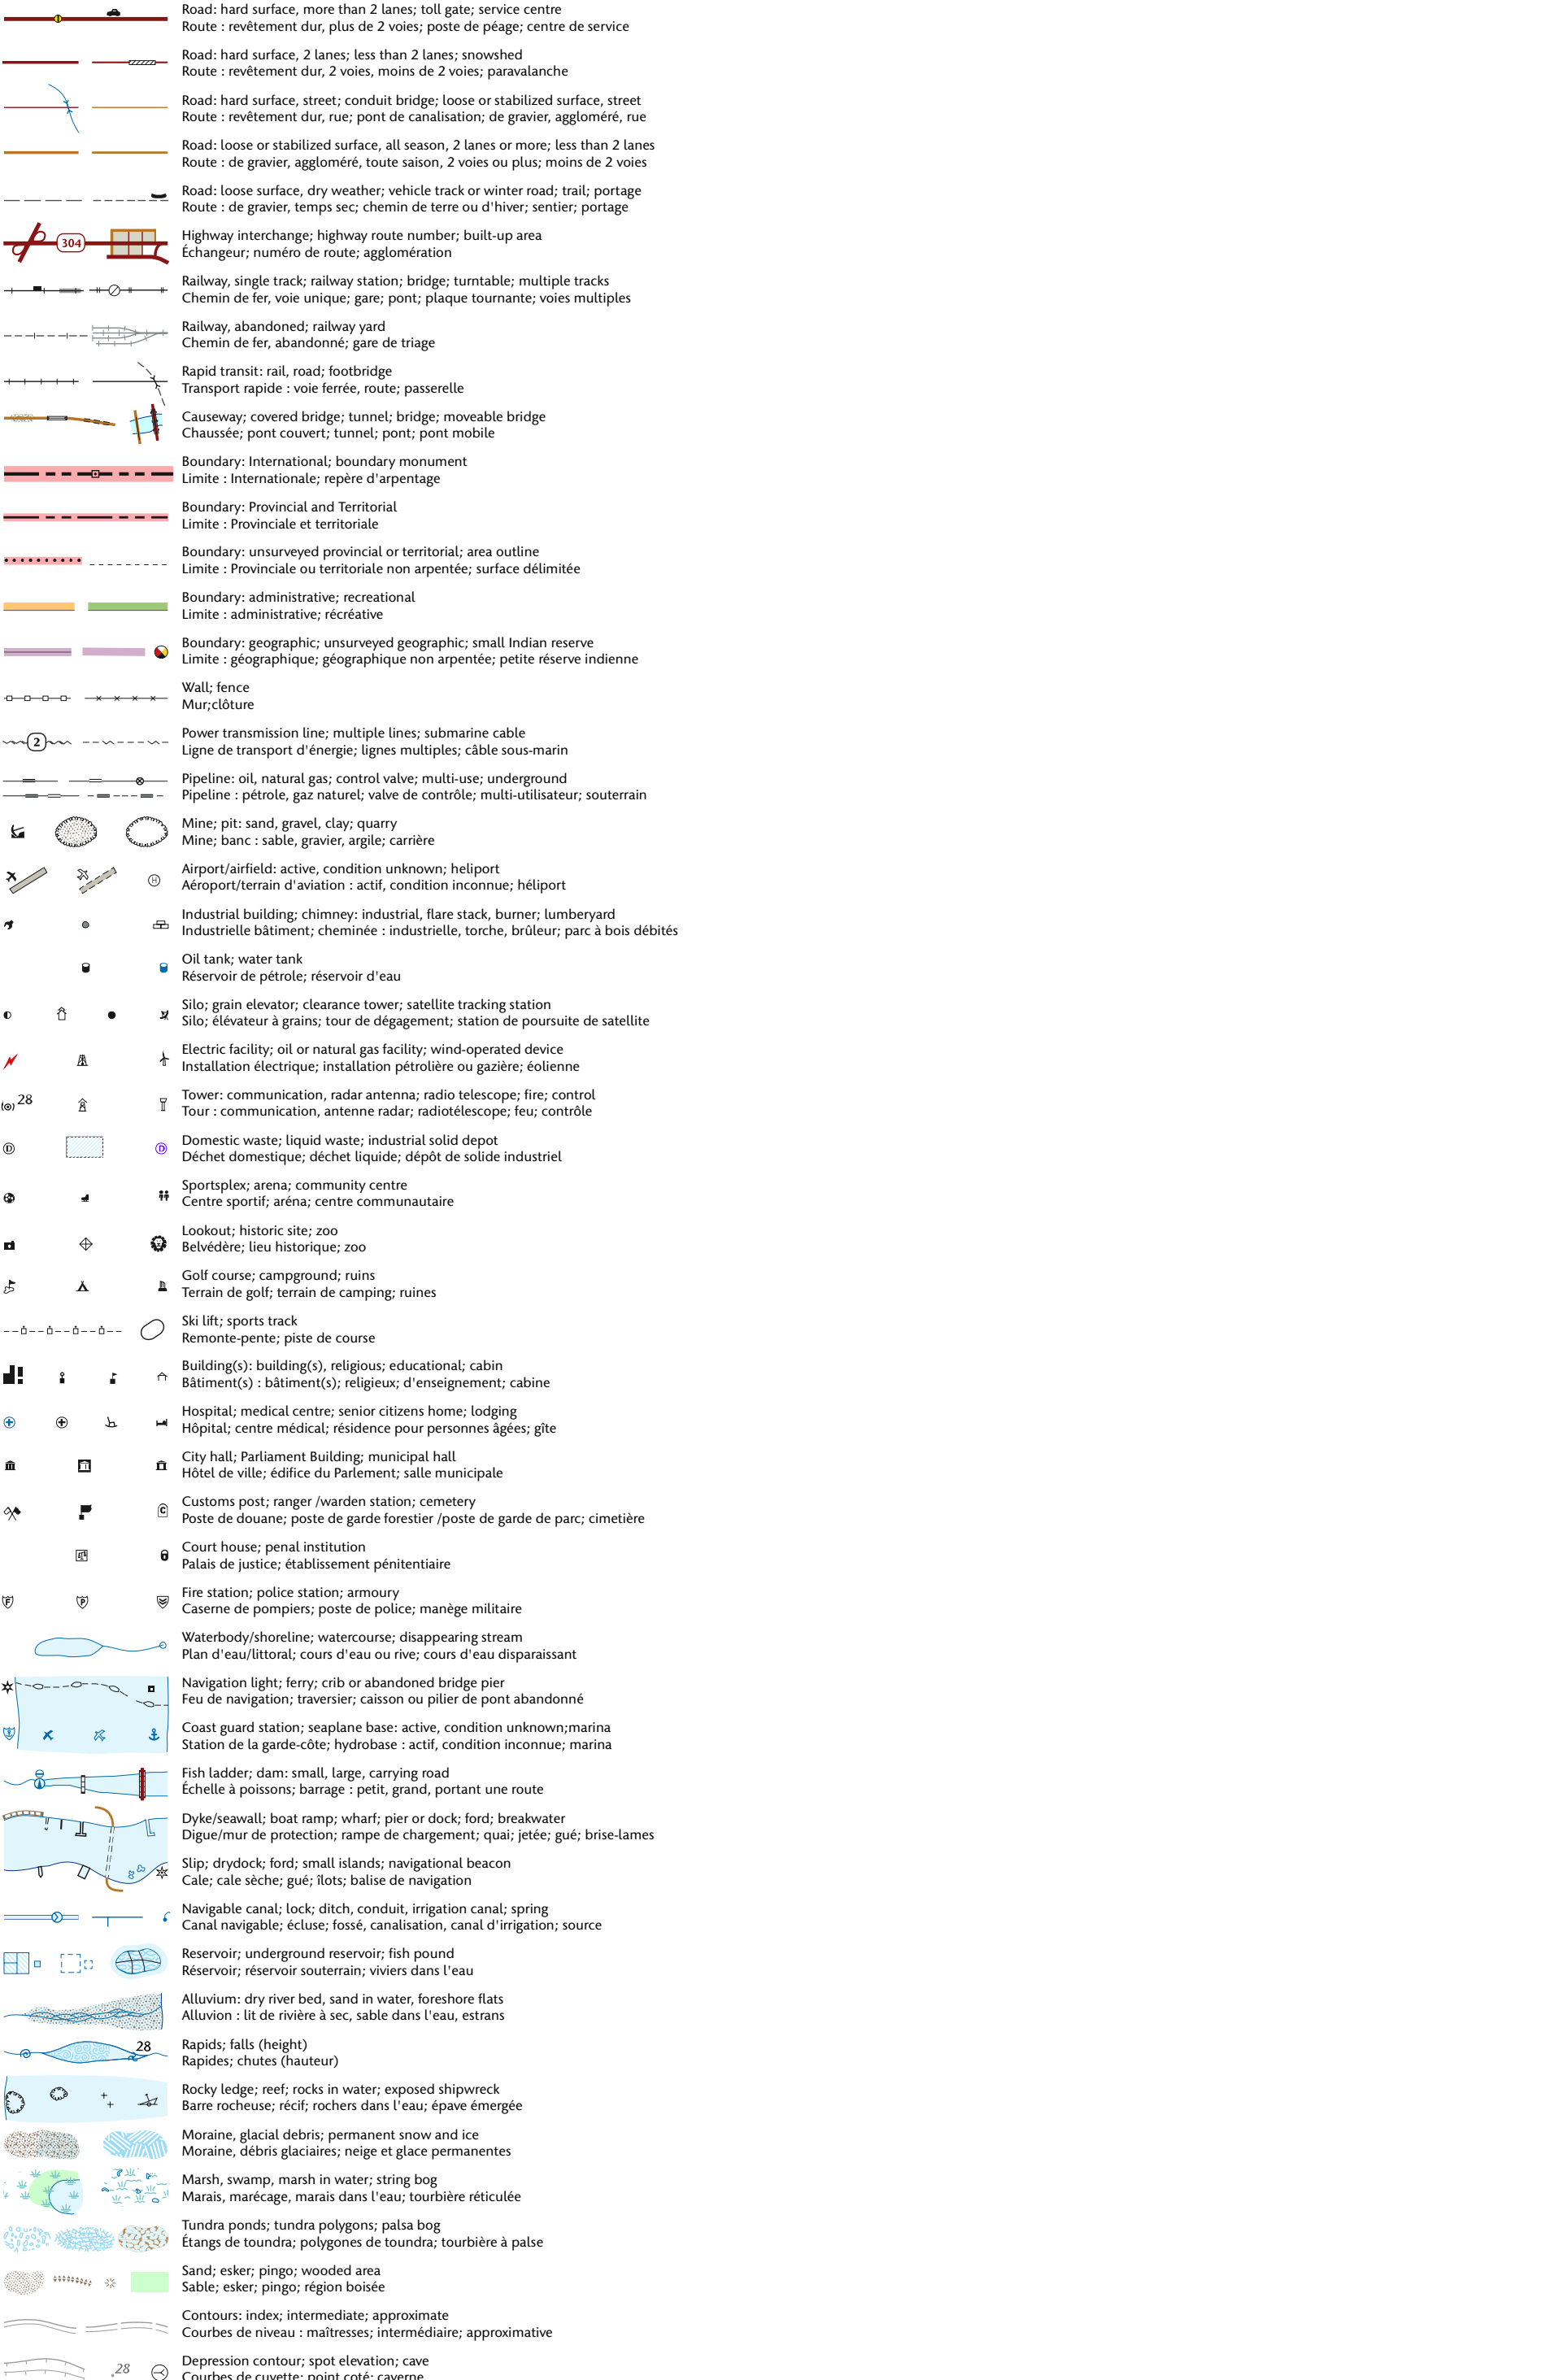 Road: hard surface, more than 2 lanes; toll gate; service centre
Route : revêtement dur, plus de 2 voies; poste de péage; centre de service
Road: hard surface, 2 lanes; less than 2 lanes; snowshed
Route : revêtement dur, 2 voies, moins de 2 voies; paravalanche
Road: hard surface, street; conduit bridge; loose or stabilized surface, street
Route : revêtement dur, rue; pont de canalisation; de gravier, aggloméré, rue
Road: loose or stabilized surface, all season, 2 lanes or more; less than 2 lanes
Route : de gravier, aggloméré, toute saison, 2 voies ou plus; moins de 2 voies
Road: loose surface, dry weather; vehicle track or winter road; trail; portage
Route : de gravier, temps sec; chemin de terre ou d'hiver; sentier; portage
304
Highway interchange; highway route number; built-up area
Échangeur; numéro de route; agglomération
Railway, single track; railway station; bridge; turntable; multiple tracks
Chemin de fer, voie unique; gare; pont; plaque tournante; voies multiples
Railway, abandoned; railway yard
Chemin de fer, abandonné; gare de triage
Rapid transit: rail, road; footbridge
Transport rapide : voie ferrée, route; passerelle
Causeway; covered bridge; tunnel; bridge; moveable bridge
Chaussée; pont couvert; tunnel; pont; pont mobile
Boundary: International; boundary monument
Limite : Internationale; repère d'arpentage
Boundary: Provincial and Territorial
Limite : Provinciale et territoriale
Boundary: unsurveyed provincial or territorial; area outline
Limite : Provinciale ou territoriale non arpentée; surface délimitée
Boundary: administrative; recreational
Limite : administrative; récréative
Boundary: geographic; unsurveyed geographic; small Indian reserve
Limite : géographique; géographique non arpentée; petite réserve indienne
Wall; fence
Mur;clôture
2
Power transmission line; multiple lines; submarine cable
Ligne de transport d'énergie; lignes multiples; câble sous-marin
Pipeline: oil, natural gas; control valve; multi-use; underground
Pipeline : pétrole, gaz naturel; valve de contrôle; multi-utilisateur; souterrain
Mine; pit: sand, gravel, clay; quarry
Mine; banc : sable, gravier, argile; carrière
H
Airport/airfield: active, condition unknown; heliport
Aéroport/terrain d'aviation : actif, condition inconnue; héliport
Industrial building; chimney: industrial, flare stack, burner; lumberyard
Industrielle bâtiment; cheminée : industrielle, torche, brûleur; parc à bois débités
Oil tank; water tank
Réservoir de pétrole; réservoir d'eau
Silo; grain elevator; clearance tower; satellite tracking station
Silo; élévateur à grains; tour de dégagement; station de poursuite de satellite
Electric facility; oil or natural gas facility; wind-operated device
Installation électrique; installation pétrolière ou gazière; éolienne
28
Tower: communication, radar antenna; radio telescope; fire; control
Tour : communication, antenne radar; radiotélescope; feu; contrôle
D D
Domestic waste; liquid waste; industrial solid depot
Déchet domestique; déchet liquide; dépôt de solide industriel
Sportsplex; arena; community centre
Centre sportif; aréna; centre communautaire
Lookout; historic site; zoo
Belvédère; lieu historique; zoo
Golf course; campground; ruins
Terrain de golf; terrain de camping; ruines
Ski lift; sports track
Remonte-pente; piste de course
Building(s): building(s), religious; educational; cabin
Bâtiment(s) : bâtiment(s); religieux; d'enseignement; cabine
Hospital; medical centre; senior citizens home; lodging
Hôpital; centre médical; résidence pour personnes âgées; gîte
City hall; Parliament Building; municipal hall
Hôtel de ville; édifice du Parlement; salle municipale
C
Customs post; ranger /warden station; cemetery
Poste de douane; poste de garde forestier /poste de garde de parc; cimetière
Court house; penal institution
Palais de justice; établissement pénitentiaire
F P
Fire station; police station; armoury
Caserne de pompiers; poste de police; manège militaire
Waterbody/shoreline; watercourse; disappearing stream
Plan d'eau/littoral; cours d'eau ou rive; cours d'eau disparaissant
Navigation light; ferry; crib or abandoned bridge pier
Feu de navigation; traversier; caisson ou pilier de pont abandonné
Coast guard station; seaplane base: active, condition unknown;marina
Station de la garde-côte; hydrobase : actif, condition inconnue; marina
Fish ladder; dam: small, large, carrying road
Échelle à poissons; barrage : petit, grand, portant une route
Dyke/seawall; boat ramp; wharf; pier or dock; ford; breakwater
Digue/mur de protection; rampe de chargement; quai; jetée; gué; brise-lames
Slip; drydock; ford; small islands; navigational beacon
Cale; cale sèche; gué; îlots; balise de navigation
Navigable canal; lock; ditch, conduit, irrigation canal; spring
Canal navigable; écluse; fossé, canalisation, canal d'irrigation; source
Reservoir; underground reservoir; fish pound
Réservoir; réservoir souterrain; viviers dans l'eau
Alluvium: dry river bed, sand in water, foreshore flats
Alluvion : lit de rivière à sec, sable dans l'eau, estrans
28
Rapids; falls (height)
Rapides; chutes (hauteur)
Rocky ledge; reef; rocks in water; exposed shipwreck
Barre rocheuse; récif; rochers dans l'eau; épave émergée
Moraine, glacial debris; permanent snow and ice
Moraine, débris glaciaires; neige et glace permanentes
Marsh, swamp, marsh in water; string bog
Marais, marécage, marais dans l'eau; tourbière réticulée
Tundra ponds; tundra polygons; palsa bog
Étangs de toundra; polygones de toundra; tourbière à palse
Sand; esker; pingo; wooded area
Sable; esker; pingo; région boisée
Contours: index; intermediate; approximate
Courbes de niveau : maîtresses; intermédiaire; approximative
.28
Depression contour; spot elevation; cave
Courbes de cuvette; point coté; caverne